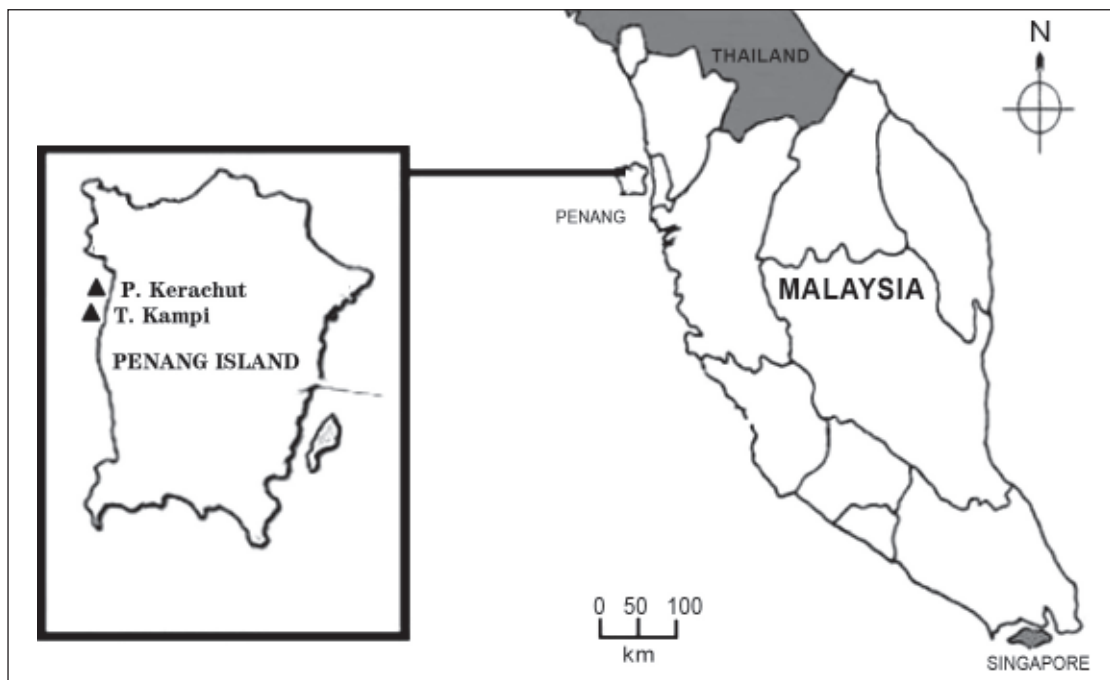 N
THAILAND
PENANG
▲ P. Kerachut
▲ T. Kampi
PENANG ISLAND
MALAYSIA
0 50 100
km
SINGAPORE